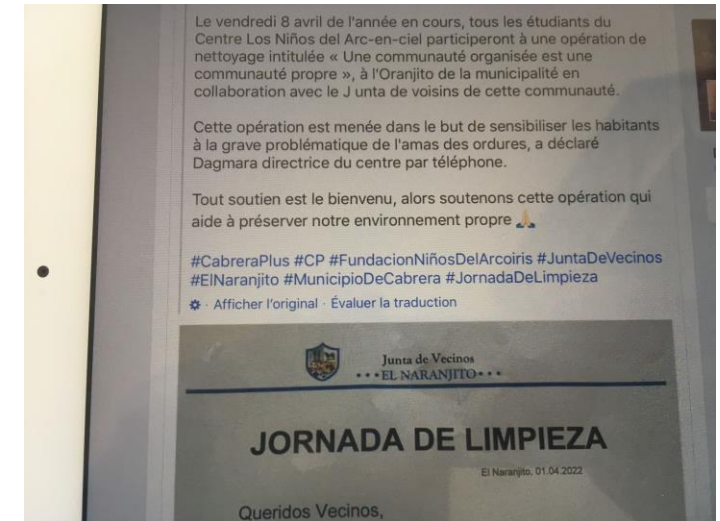 Le vendredi 8 avril de l'année en cours, tous les étudiants du
Centre Los Niños del Arc-en-ciel participeront à une opération de
nettoyage intitulée « Une communauté organisée est une
communauté propre », à l'Oranjito de la municipalité en
collaboration avec le J unta de voisins de cette communauté.
Cette opération est menée dans le but de sensibiliser les habitants
à la grave problématique de l'amas des ordures, a déclaré
Dagmara directrice du centre par téléphone.
Tout soutien est le bienvenu, alors soutenons cette opération qui
aide à préserver notre environnement propre 🙏
#CabreraPlus #CP #FundacionNiñosDelArcoiris #JuntaDeVecinos
#ElNaranjito #MunicipioDeCabrera #JornadaDeLimpieza
· Afficher l'original · Évaluer la traduction
Junta de Vecinos
•••EL NARANJITO•••
JORNADA DE LIMPIEZA
El Naranjito, 01.04.2022
Queridos Vecinos,